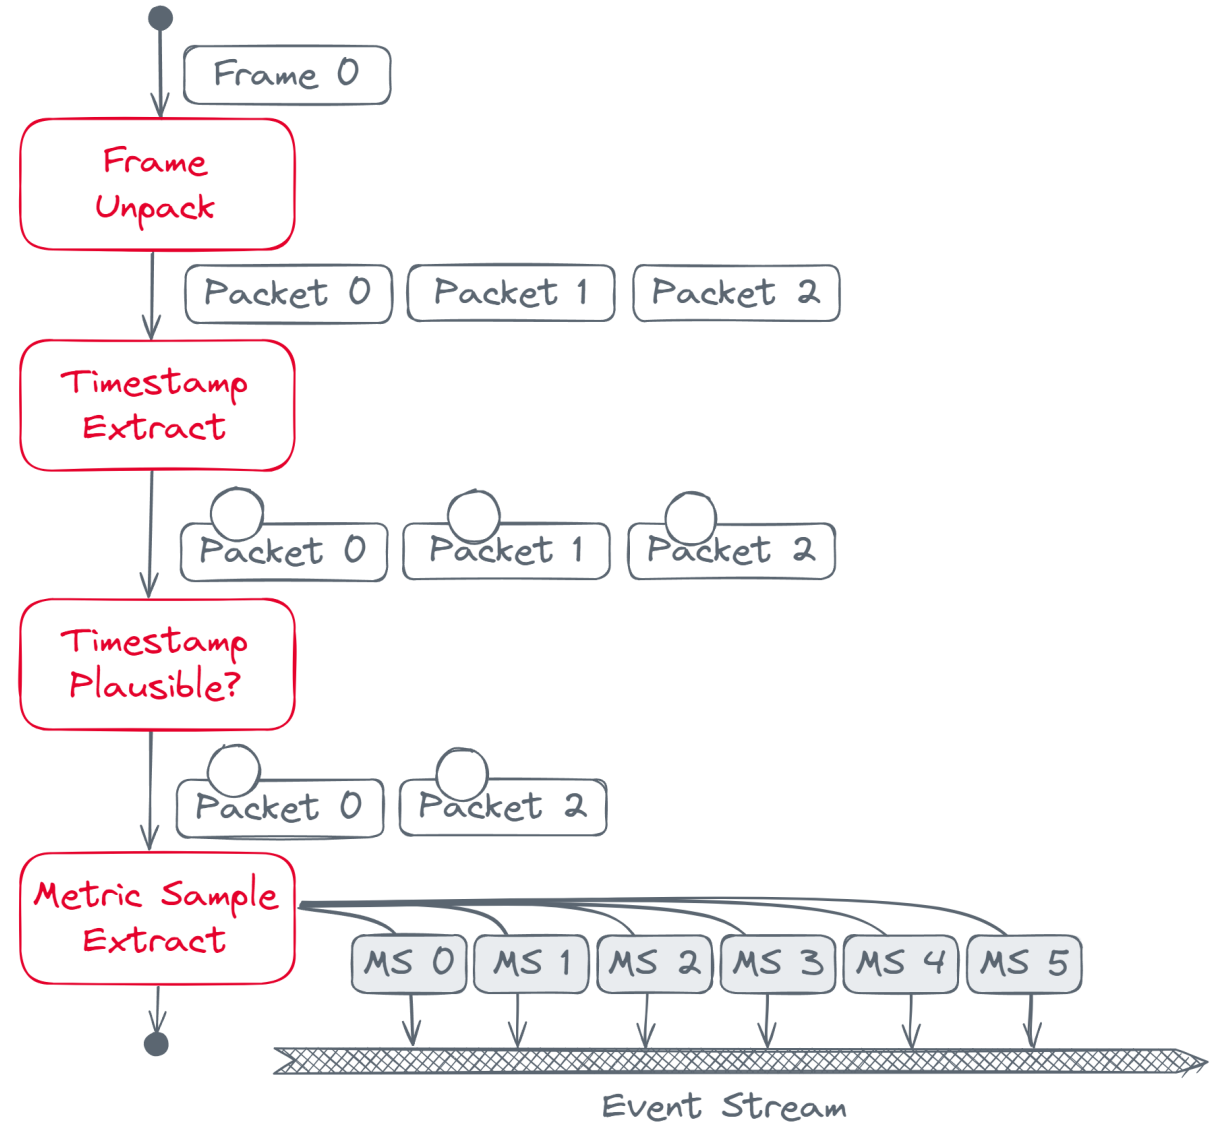 Frame 0
Frame
Unpack
Packet 0
Packet 1
Packet 2
Timestamp
Extract
Packet 0
Packet 1
Packet 2
Timestamp
Plausible?
Packet 0
Packet 2
Metric Sample
Extract
MS 0
MS 1
MS 2
MS 3
MS 4
MS 5
Event Stream